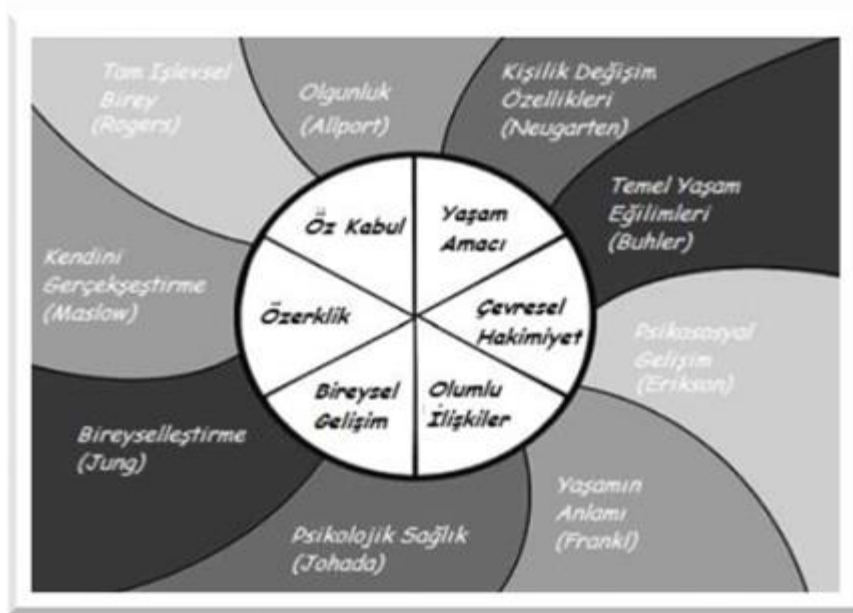 Tam İşlevsel
Birey
(Rogers)
Olgunluk
(Allport)
Kişilik Değişim
Özellikleri
(Neugarten)
Temel Yaşam
Eğilimleri
(Buhler)
Psikososyal
Gelişim
(Erikson)
Yaşamın
Anlamı
(Frankl)
Psikolojik Sağlık
(Johada)
Bireyselleştirme
(Jung)
Kendini
Gerçekşeştirme
(Maslow)
Öz Kabul
Yaşam
Amacı
Çevresel
Hakimiyet
Olumlu
İlişkiler
Bireysel
Gelişim
Özerklik